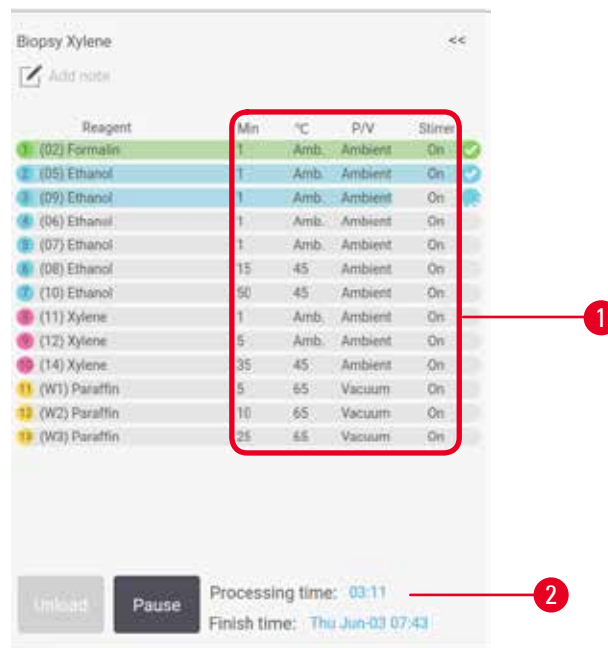 Biopsy Xylene <<
Add note
Reagent Min °C P/V Stirrer
1 (02) Formalin 1 Amb. Ambient On
2 (05) Ethanol 1 Amb. Ambient On
3 (09) Ethanol 1 Amb. Ambient On
4 (06) Ethanol 1 Amb. Ambient On
5 (07) Ethanol 1 Amb. Ambient On
6 (08) Ethanol 15 45 Ambient On
7 (10) Ethanol 50 45 Ambient On
8 (11) Xylene 1 Amb. Ambient On
9 (12) Xylene 5 Amb. Ambient On
10 (14) Xylene 35 45 Ambient On
11 (W1) Paraffin 5 65 Vacuum On
12 (W2) Paraffin 10 65 Vacuum On
13 (W3) Paraffin 25 65 Vacuum On
1
Unload Pause Processing time: 03:11 2
Finish time: Thu Jun-03 07:43